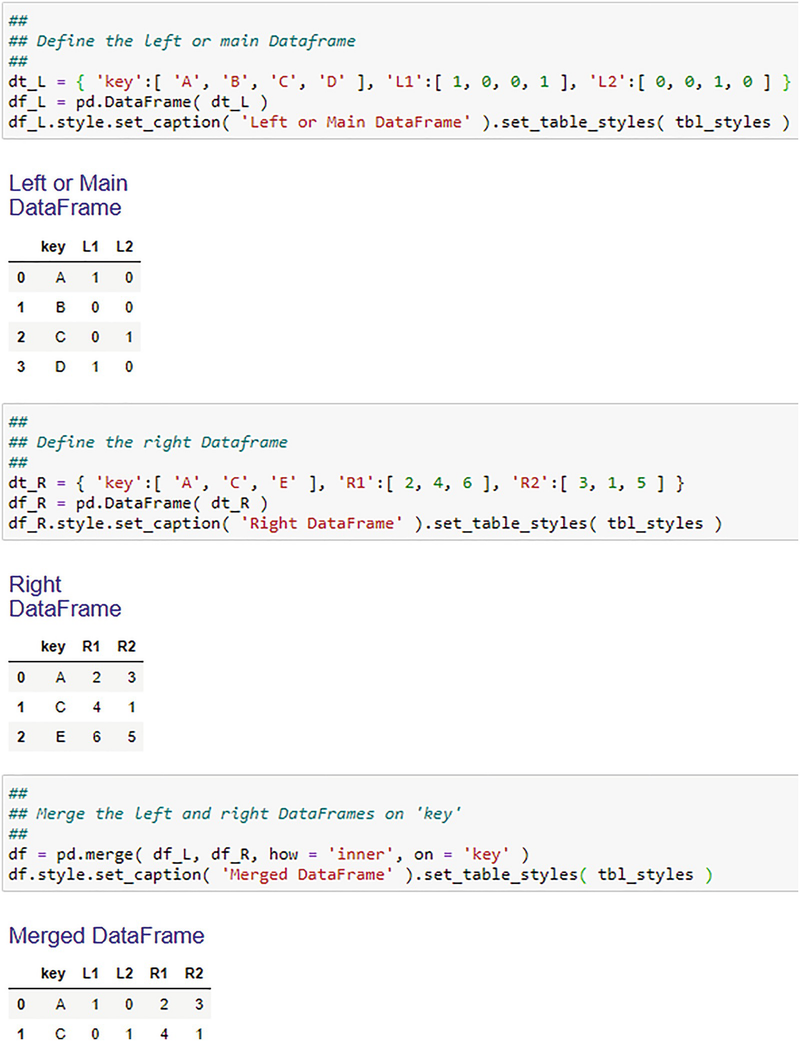 ##
## Define the left or main Dataframe
##
dt_L = { 'key':[ 'A', 'B', 'C', 'D' ], 'L1':[ 1, 0, 0, 1 ], 'L2':[ 0, 0, 1, 0 ] }
df_L = pd.DataFrame( dt_L )
df_L.style.set_caption( 'Left or Main DataFrame' ).set_table_styles( tbl_styles )
Left or Main
DataFrame
key L1 L2
0 A 1 0
1 B 0 0
2 C 0 1
3 D 1 0
##
## Define the right Dataframe
##
dt_R = { 'key':[ 'A', 'C', 'E' ], 'R1':[ 2, 4, 6 ], 'R2':[ 3, 1, 5 ] }
df_R = pd.DataFrame( dt_R )
df_R.style.set_caption( 'Right DataFrame' ).set_table_styles( tbl_styles )
Right
DataFrame
key R1 R2
0 A 2 3
1 C 4 1
2 E 6 5
##
## Merge the left and right DataFrames on 'key'
##
df = pd.merge( df_L, df_R, how = 'inner', on = 'key' )
df.style.set_caption( 'Merged DataFrame' ).set_table_styles( tbl_styles )
Merged DataFrame
key L1 L2 R1 R2
0 A 1 0 2 3
1 C 0 1 4 1